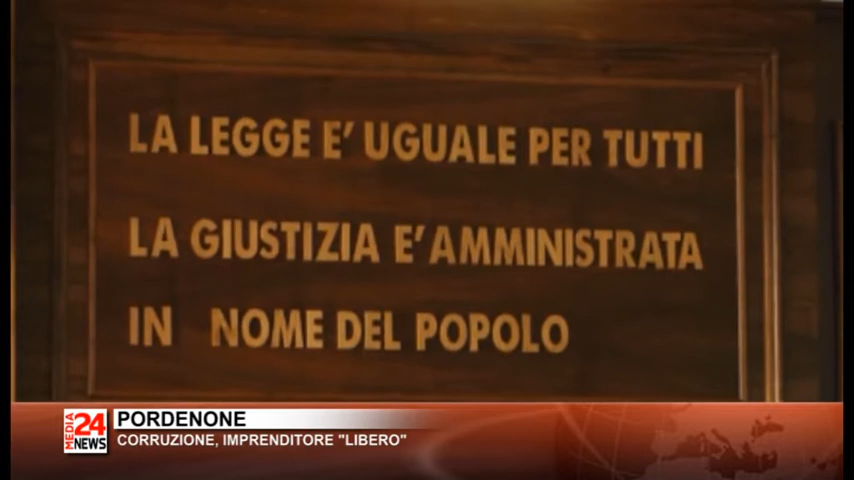 LA LEGGE E' UGUALE PER TUTTI
LA GIUSTIZIA E' AMMINISTRATA
IN NOME DEL POPOLO
MEDIA 24 NEWS
PORDENONE
CORRUZIONE, IMPRENDITORE "LIBERO"